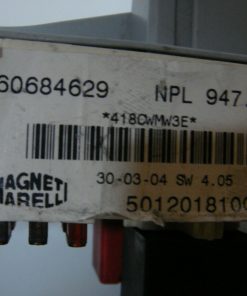 60684629 NPL 947.
*418CWMW3E*
30-03-04 SW 4.05
MAGNETI MARELLI
5012018100